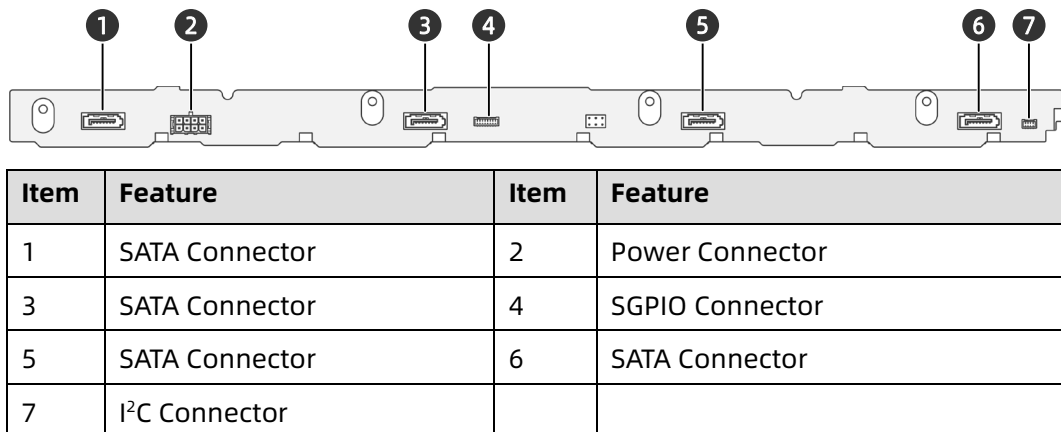 1 2 3 4 5 6 7
Item Feature Item Feature
1 SATA Connector 2 Power Connector
3 SATA Connector 4 SGPIO Connector
5 SATA Connector 6 SATA Connector
7 I²C Connector